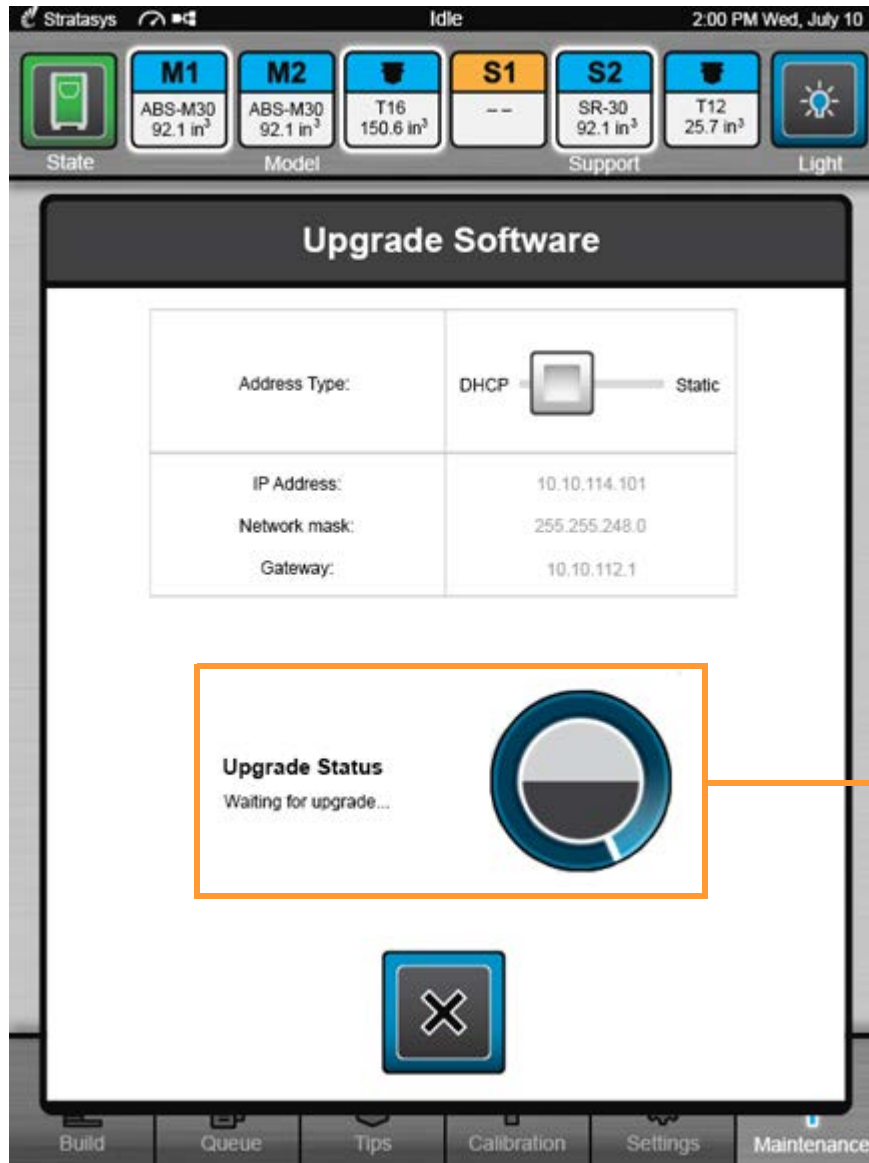 Stratasys Idle 2:00 PM Wed, July 10
M1 M2 S1 S2
ABS-M30 ABS-M30 T16 -- SR-30 T12
92.1 in³ 92.1 in³ 150.6 in³ 92.1 in³ 25.7 in³
State Model Support Light
Upgrade Software
Address Type: DHCP Static
IP Address: 10.10.114.101
Network mask: 255.255.248.0
Gateway: 10.10.112.1
Upgrade Status
Waiting for upgrade...
Build Queue Tips Calibration Settings Maintenance